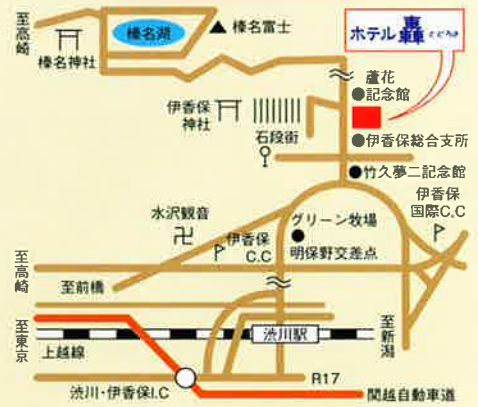 至高崎
榛名神社
榛名湖
榛名富士
ホテル轟 とどろき
蘆花
記念館
伊香保
神社
石段街
伊香保総合支所
竹久夢二記念館
伊香保
国際C.C
水沢観音
伊香保
C.C
グリーン牧場
明保野交差点
至高崎
至前橋
至東京
上越線
渋川駅
至新潟
渋川・伊香保I.C
R17
関越自動車道